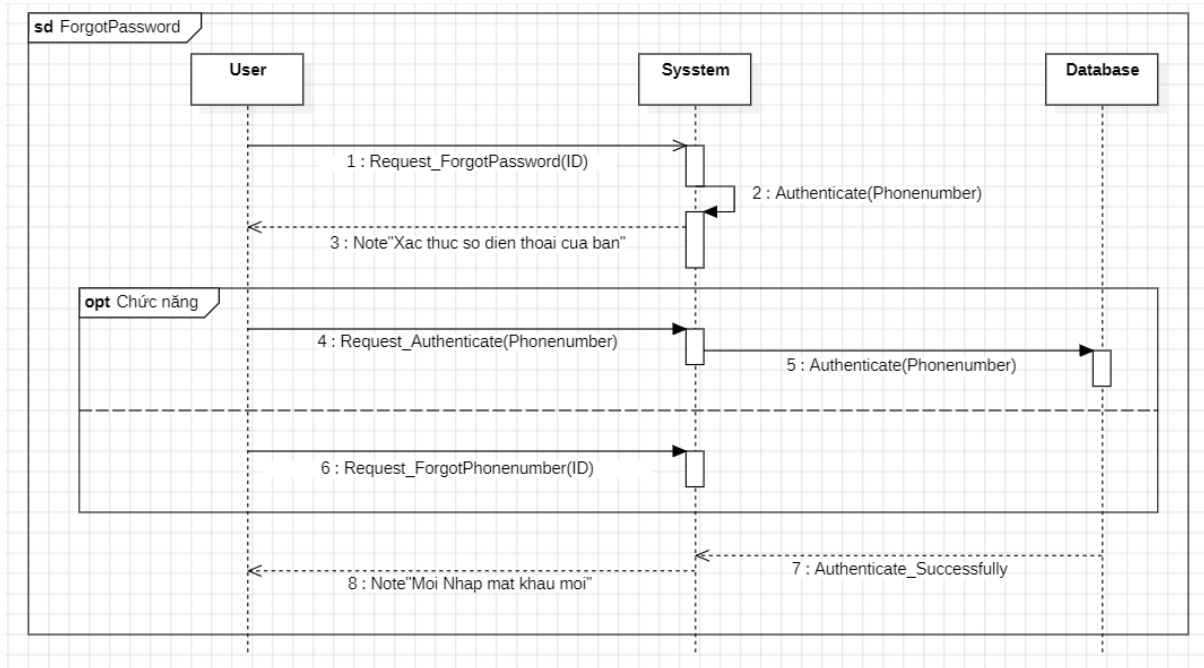 sd ForgotPassword
User
Sysstem
Database
1 : Request_ForgotPassword(ID)
2 : Authenticate(Phonenumber)
3 : Note"Xac thuc so dien thoai cua ban"
opt Chức năng
4 : Request_Authenticate(Phonenumber)
5 : Authenticate(Phonenumber)
6 : Request_ForgotPhonenumber(ID)
7 : Authenticate_Successfully
8 : Note"Moi Nhap mat khau moi"